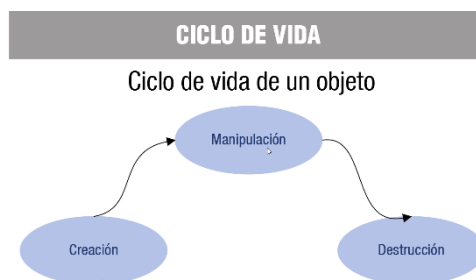 CICLO DE VIDA
Ciclo de vida de un objeto
Manipulación
Creación
Destrucción